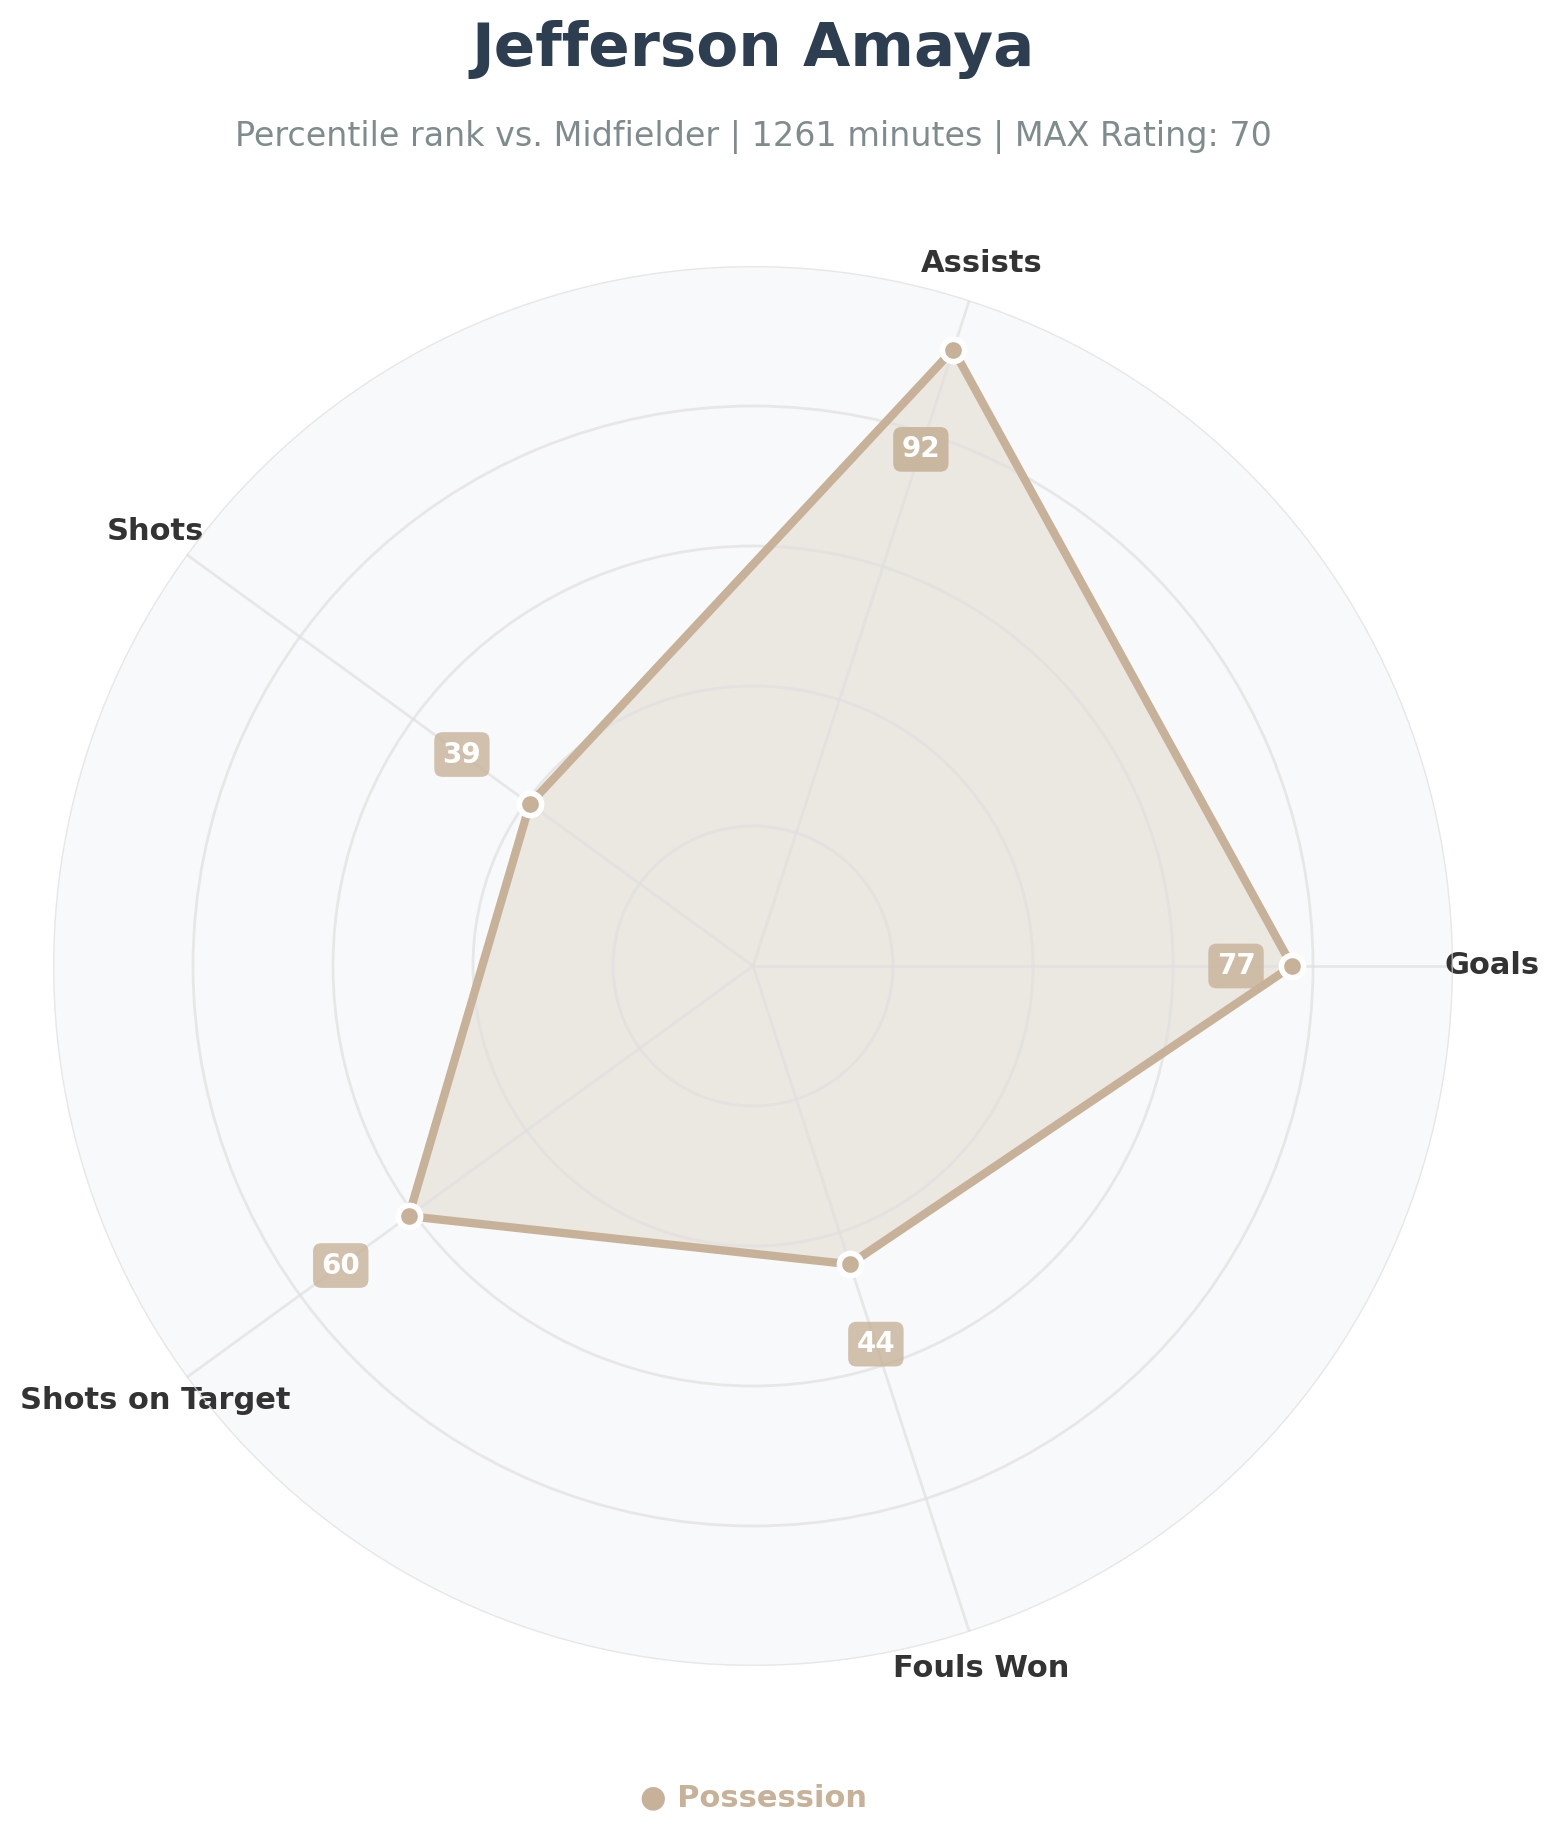 Jefferson Amaya
Percentile rank vs. Midfielder | 1261 minutes | MAX Rating: 70
Assists
92
Shots
39
77
Goals
60
44
Shots on Target
Fouls Won
Possession